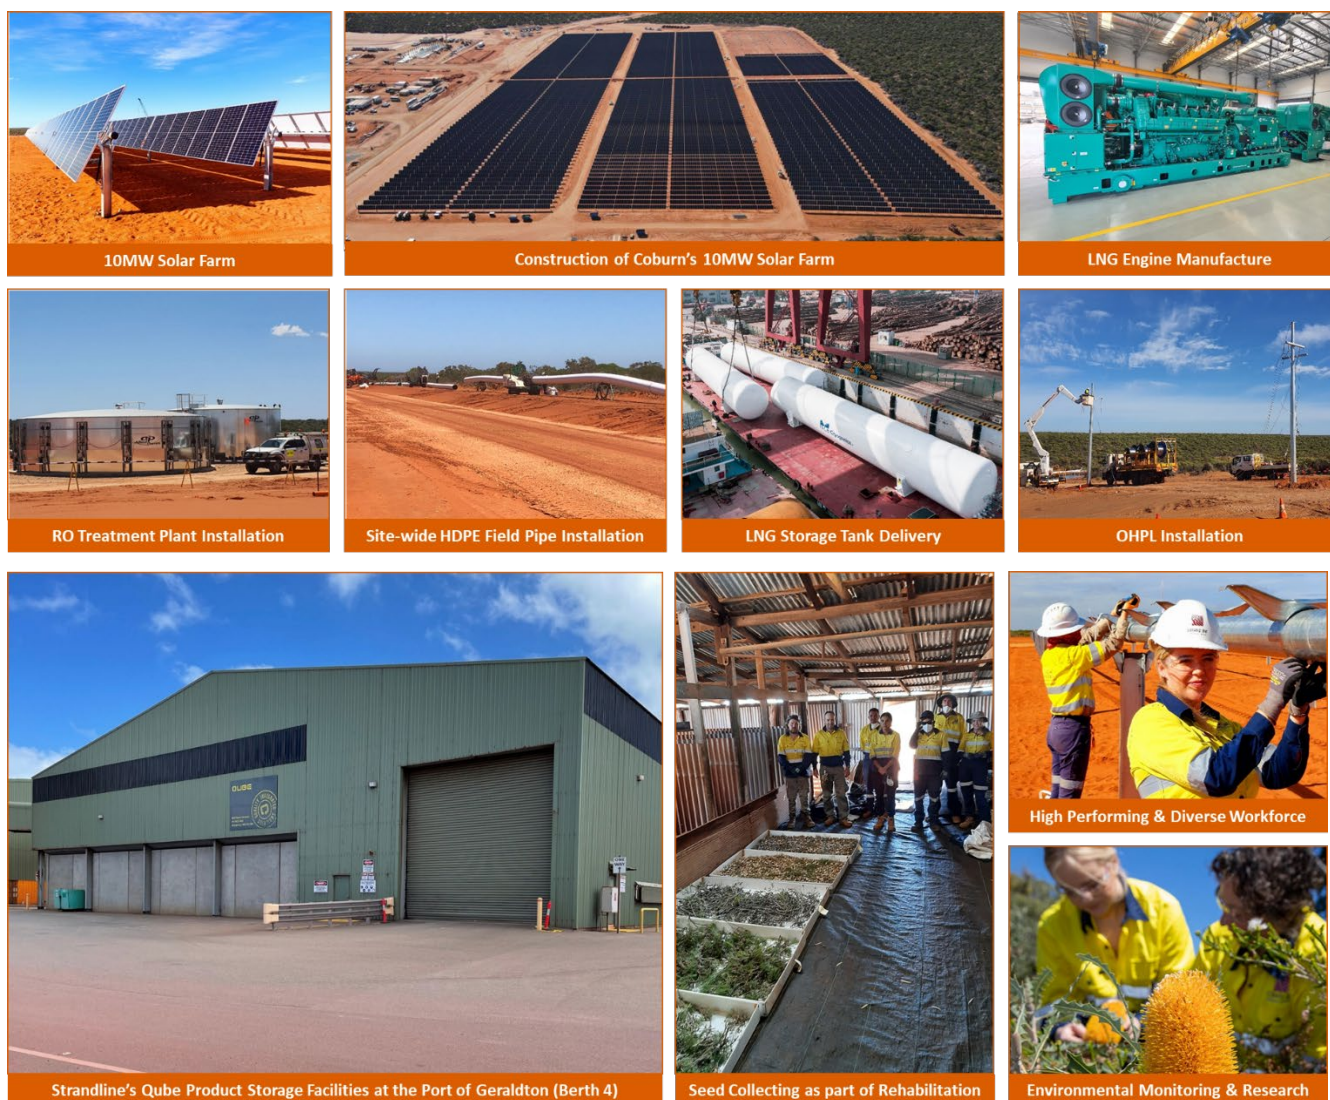 10MW Solar Farm
Construction of Coburn's 10MW Solar Farm
LNG Engine Manufacture
RO Treatment Plant Installation
Site-wide HDPE Field Pipe Installation
LNG Storage Tank Delivery
OHPL Installation
QUBE
Strandline's Qube Product Storage Facilities at the Port of Geraldton (Berth 4)
Seed Collecting as part of Rehabilitation
High Performing & Diverse Workforce
Environmental Monitoring & Research